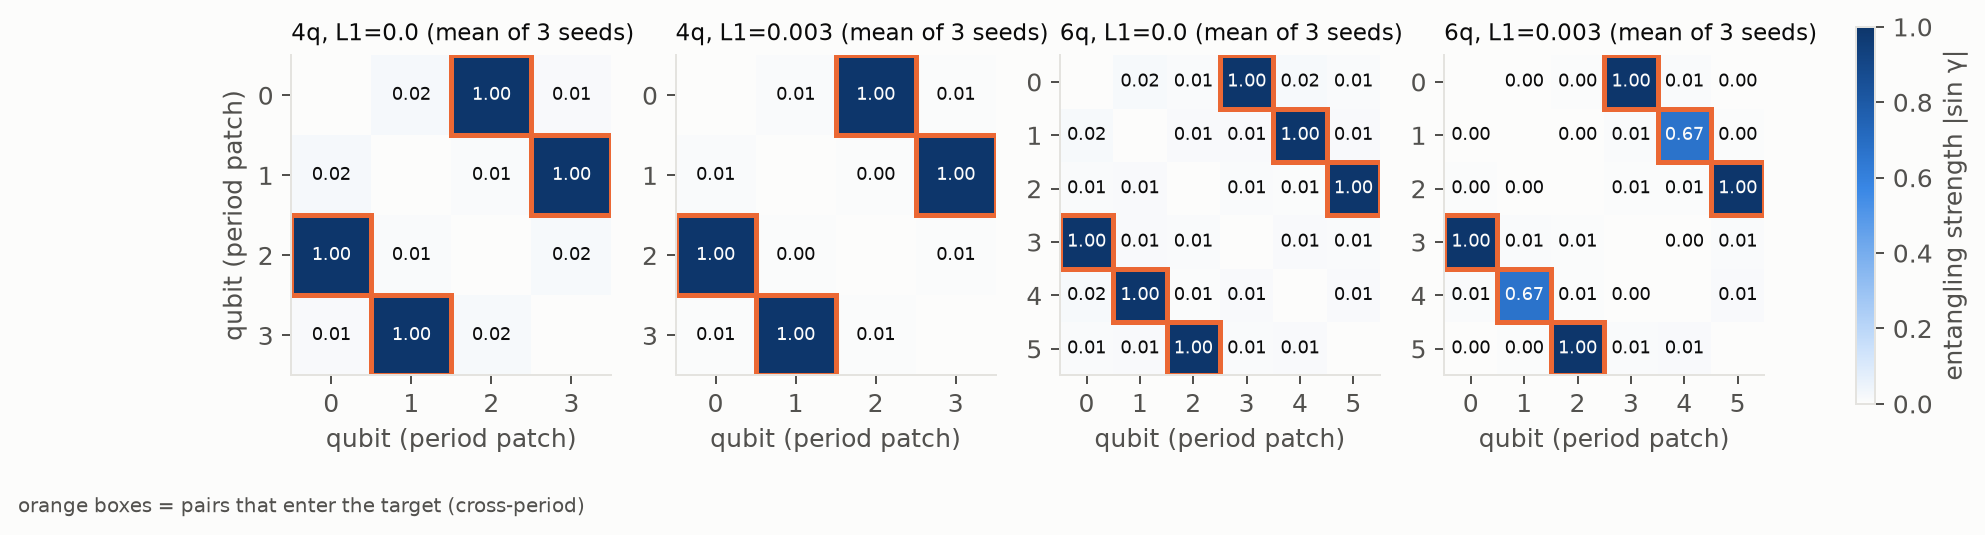 4q, L1=0.0 (mean of 3 seeds)
4q, L1=0.003 (mean of 3 seeds)
6q, L1=0.0 (mean of 3 seeds)
6q, L1=0.003 (mean of 3 seeds)
qubit (period patch)
0 0.02 1.00 0.01
1 0.02 0.01 1.00
2 1.00 0.01 0.02
3 0.01 1.00 0.02
0 1 2 3
qubit (period patch)
0 0.01 1.00 0.01
1 0.01 0.00 1.00
2 1.00 0.00 0.01
3 0.01 1.00 0.01
0 1 2 3
qubit (period patch)
0 0.02 0.01 1.00 0.02 0.01
1 0.02 0.01 0.01 1.00 0.01
2 0.01 0.01 0.01 0.01 1.00
3 1.00 0.01 0.01 0.01 0.01
4 0.02 1.00 0.01 0.01 0.01
5 0.01 0.01 1.00 0.01 0.01
0 1 2 3 4 5
qubit (period patch)
0 0.00 0.00 1.00 0.01 0.00
1 0.00 0.00 0.01 0.67 0.00
2 0.00 0.00 0.01 0.01 1.00
3 1.00 0.01 0.01 0.00 0.01
4 0.01 0.67 0.01 0.00 0.01
5 0.00 0.00 1.00 0.01 0.01
0 1 2 3 4 5
qubit (period patch)
1.0
0.8
0.6
0.4
0.2
0.0
entangling strength |sin γ|
orange boxes = pairs that enter the target (cross-period)